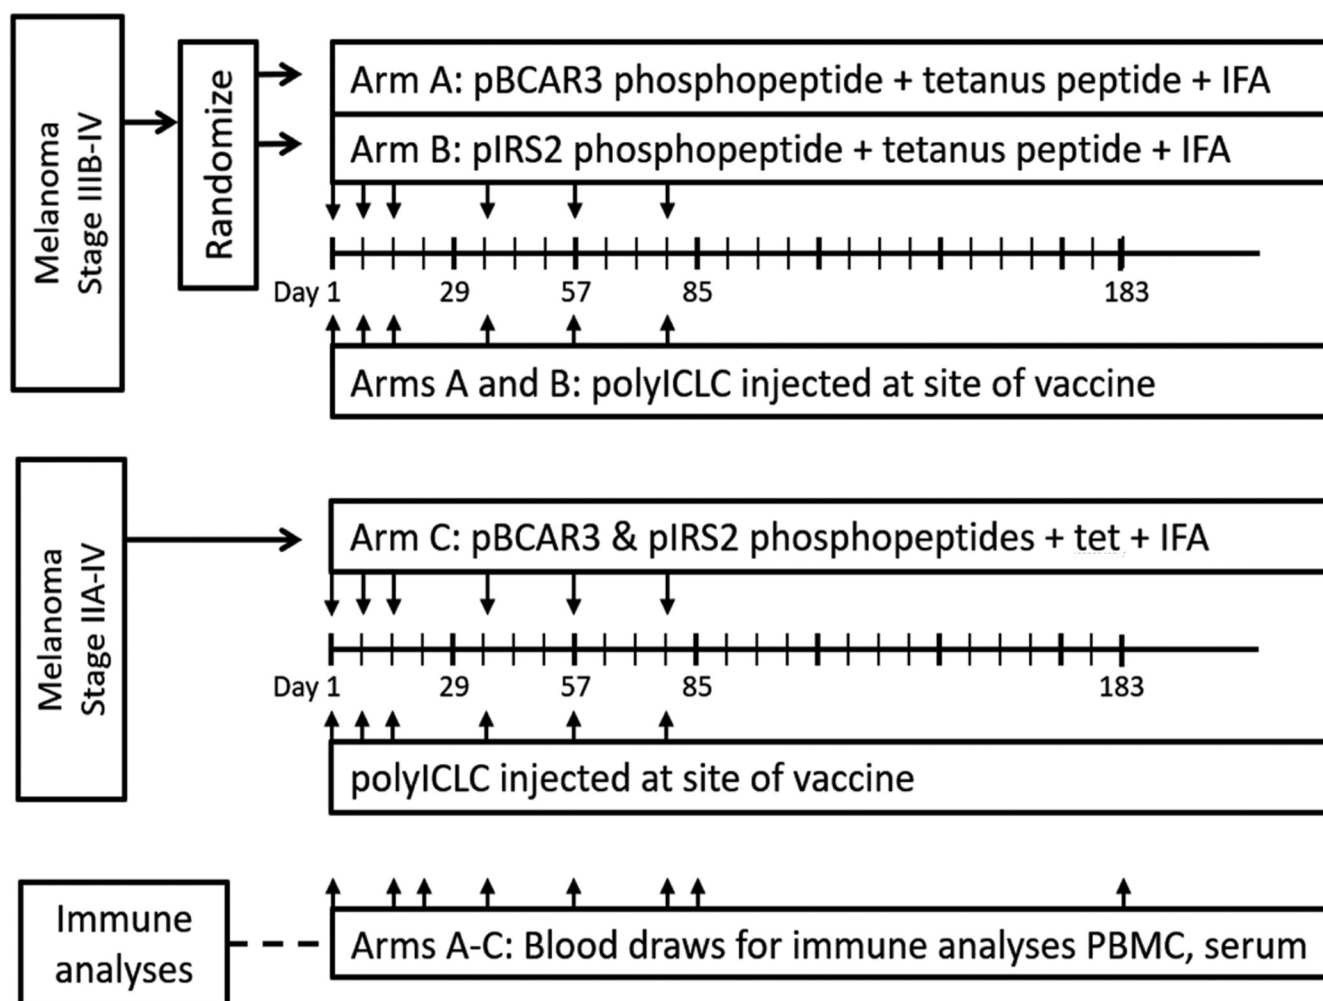 Melanoma
Stage IIIB-IV
Randomize
Arm A: pBCAR3 phosphopeptide + tetanus peptide + IFA
Arm B: pIRS2 phosphopeptide + tetanus peptide + IFA
Day 1 29 57 85 183
Arms A and B: polyICLC injected at site of vaccine
Melanoma
Stage IIA-IV
Arm C: pBCAR3 & pIRS2 phosphopeptides + tet + IFA
Day 1 29 57 85 183
polyICLC injected at site of vaccine
Immune
analyses
Arms A-C: Blood draws for immune analyses PBMC, serum